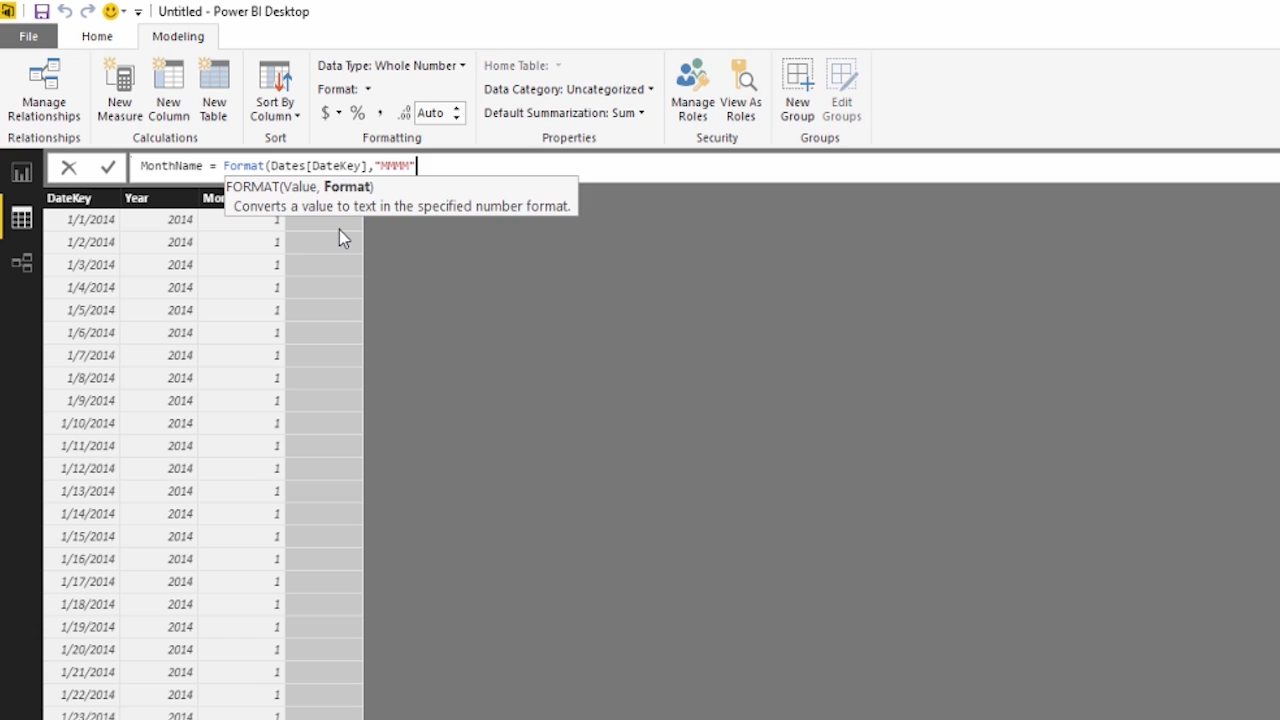 Untitled - Power BI Desktop
File Home Modeling
Data Type: Whole Number Home Table:
Format: Data Category: Uncategorized
$ % , .00 Auto Default Summarization: Sum
Manage Relationships New Measure New Column New Table Sort By Column Manage Roles View As Roles New Group Edit Groups
Relationships Calculations Sort Formatting Properties Security Groups
MonthName = Format(Dates[DateKey],"MMMM"
FORMAT(Value, Format)
Converts a value to text in the specified number format.
DateKey Year Mon
1/1/2014 2014 1
1/2/2014 2014 1
1/3/2014 2014 1
1/4/2014 2014 1
1/5/2014 2014 1
1/6/2014 2014 1
1/7/2014 2014 1
1/8/2014 2014 1
1/9/2014 2014 1
1/10/2014 2014 1
1/11/2014 2014 1
1/12/2014 2014 1
1/13/2014 2014 1
1/14/2014 2014 1
1/15/2014 2014 1
1/16/2014 2014 1
1/17/2014 2014 1
1/18/2014 2014 1
1/19/2014 2014 1
1/20/2014 2014 1
1/21/2014 2014 1
1/22/2014 2014 1
1/23/2014 2014 1